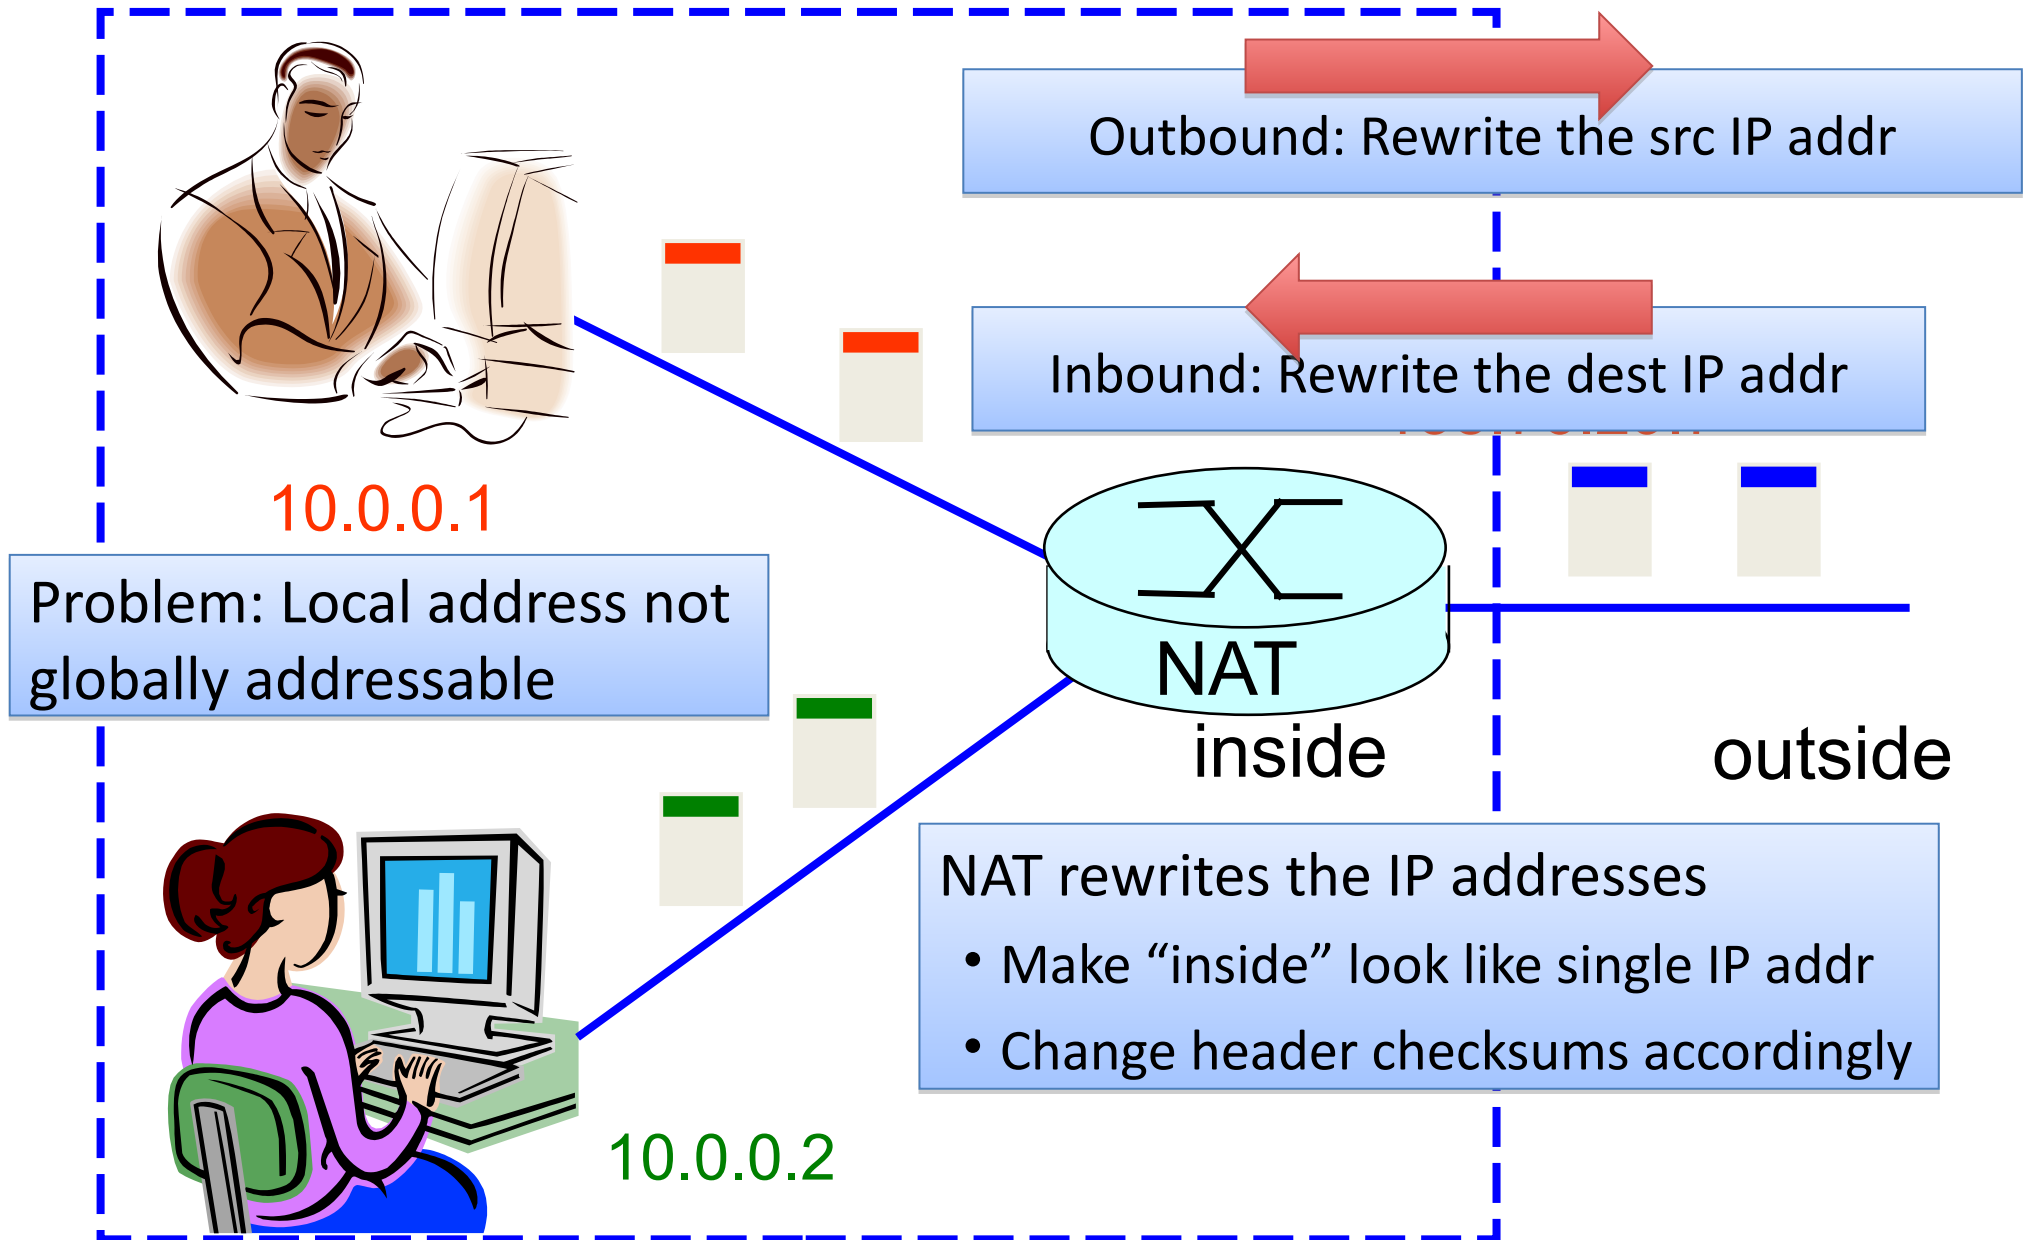 Outbound: Rewrite the src IP addr
Inbound: Rewrite the dest IP addr
10.0.0.1
Problem: Local address not
globally addressable
NAT
inside
outside
NAT rewrites the IP addresses
• Make “inside” look like single IP addr
• Change header checksums accordingly
10.0.0.2